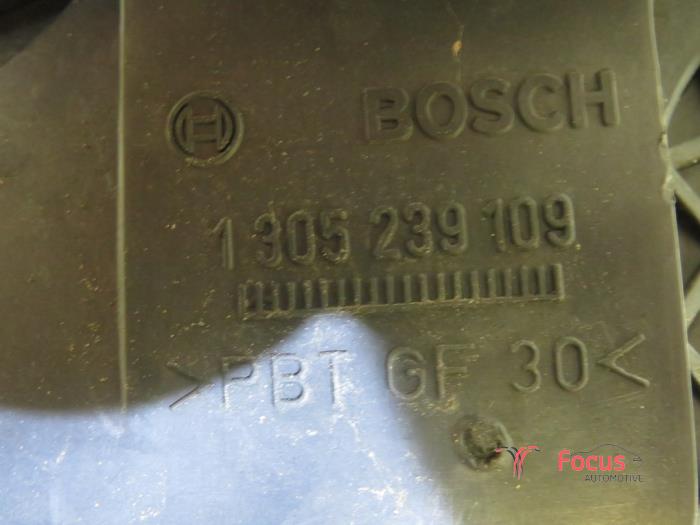 BOSCH
1 305 239 109
>PBT GF 30<
Focus
AUTOMOTIVE